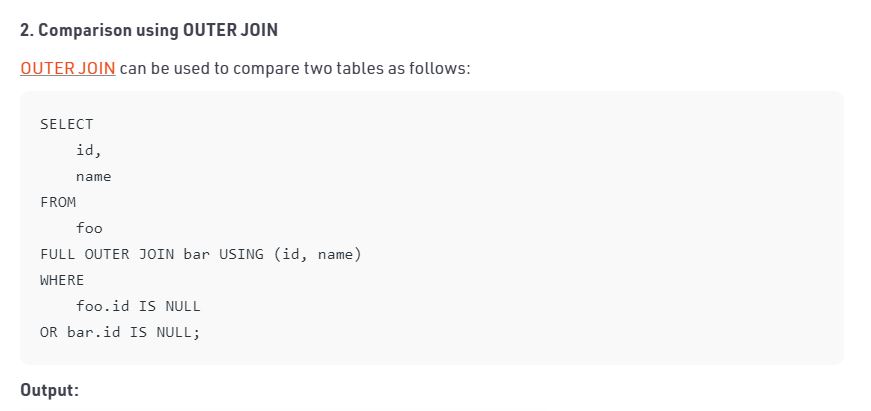 2. Comparison using OUTER JOIN
OUTER JOIN can be used to compare two tables as follows:
SELECT
    id,
    name
FROM
    foo
FULL OUTER JOIN bar USING (id, name)
WHERE
    foo.id IS NULL
OR bar.id IS NULL;
Output: